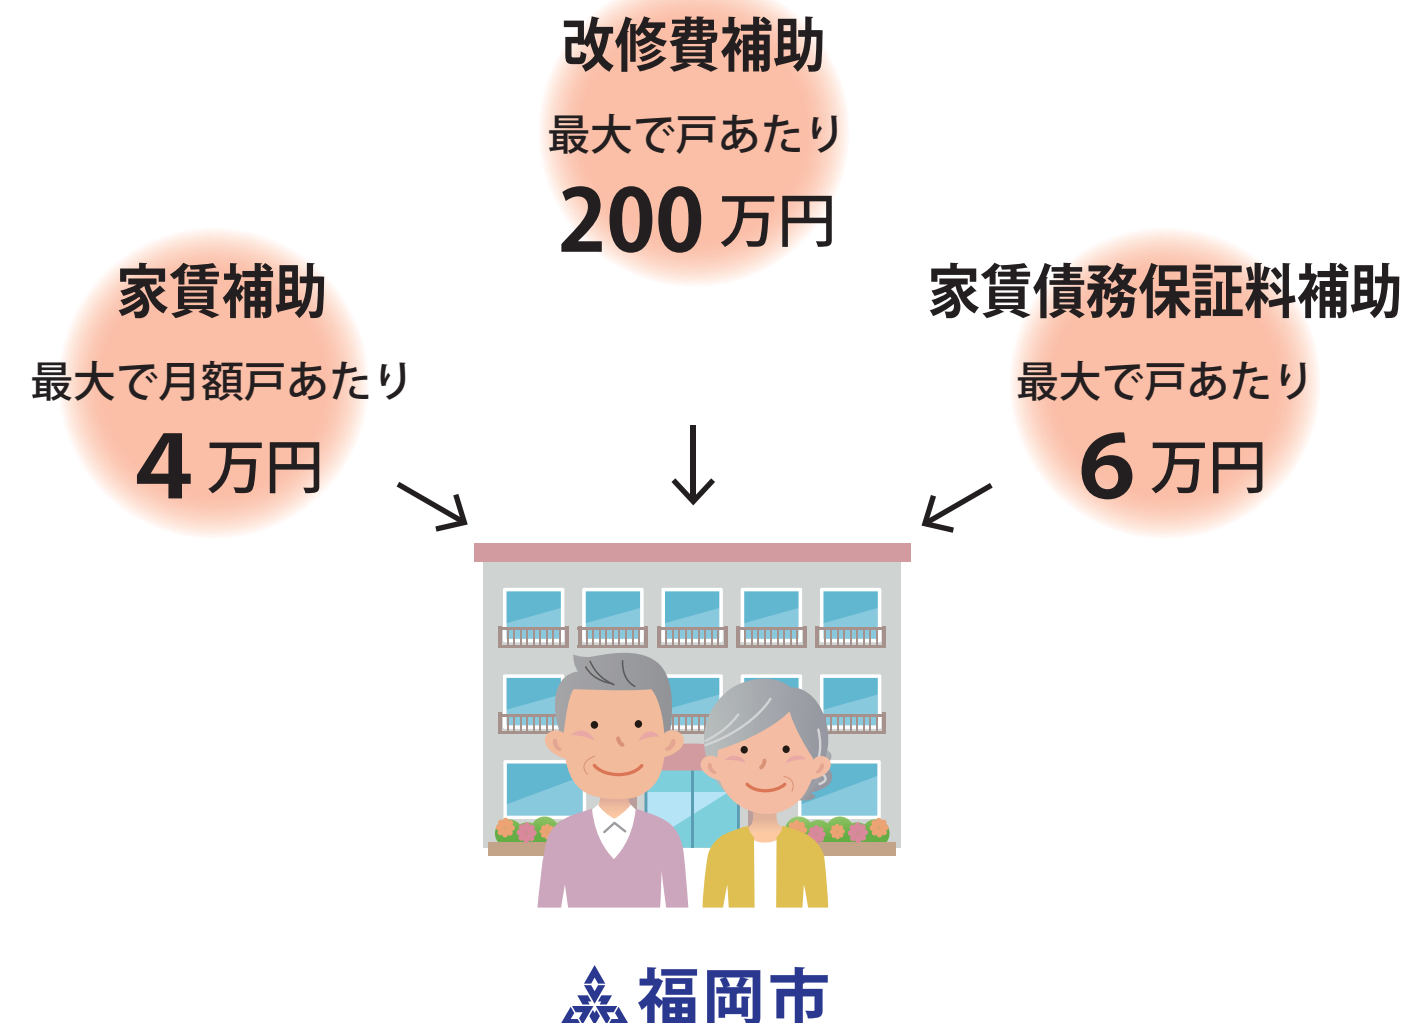 改修費補助
最大で戸あたり
200 万円
家賃補助
最大で月額戸あたり
4 万円
家賃債務保証料補助
最大で戸あたり
6 万円
福岡市